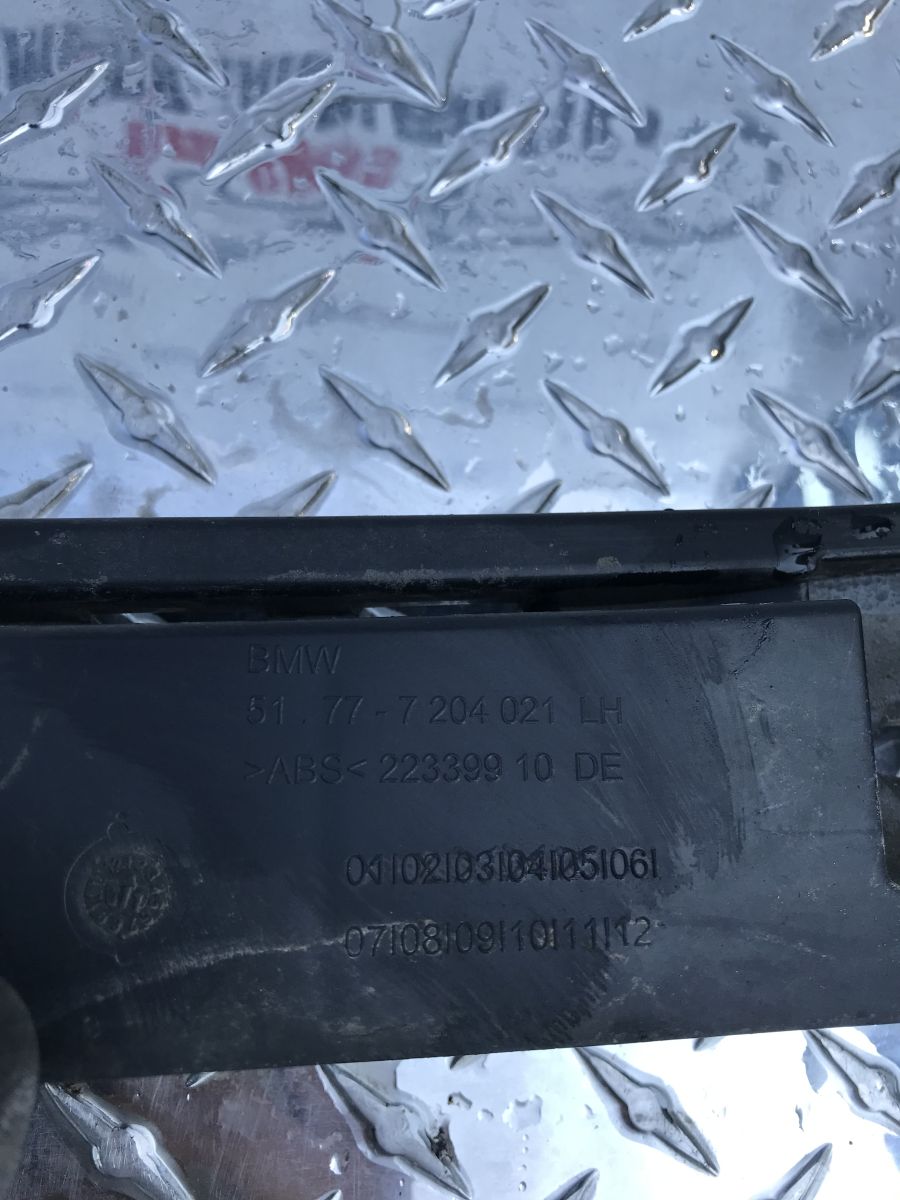 BMW
51 . 77 - 7 204 021 LH
>ABS< 223399 10 DE
01|02|03|04|05|06|
07|08|09|10|11|12